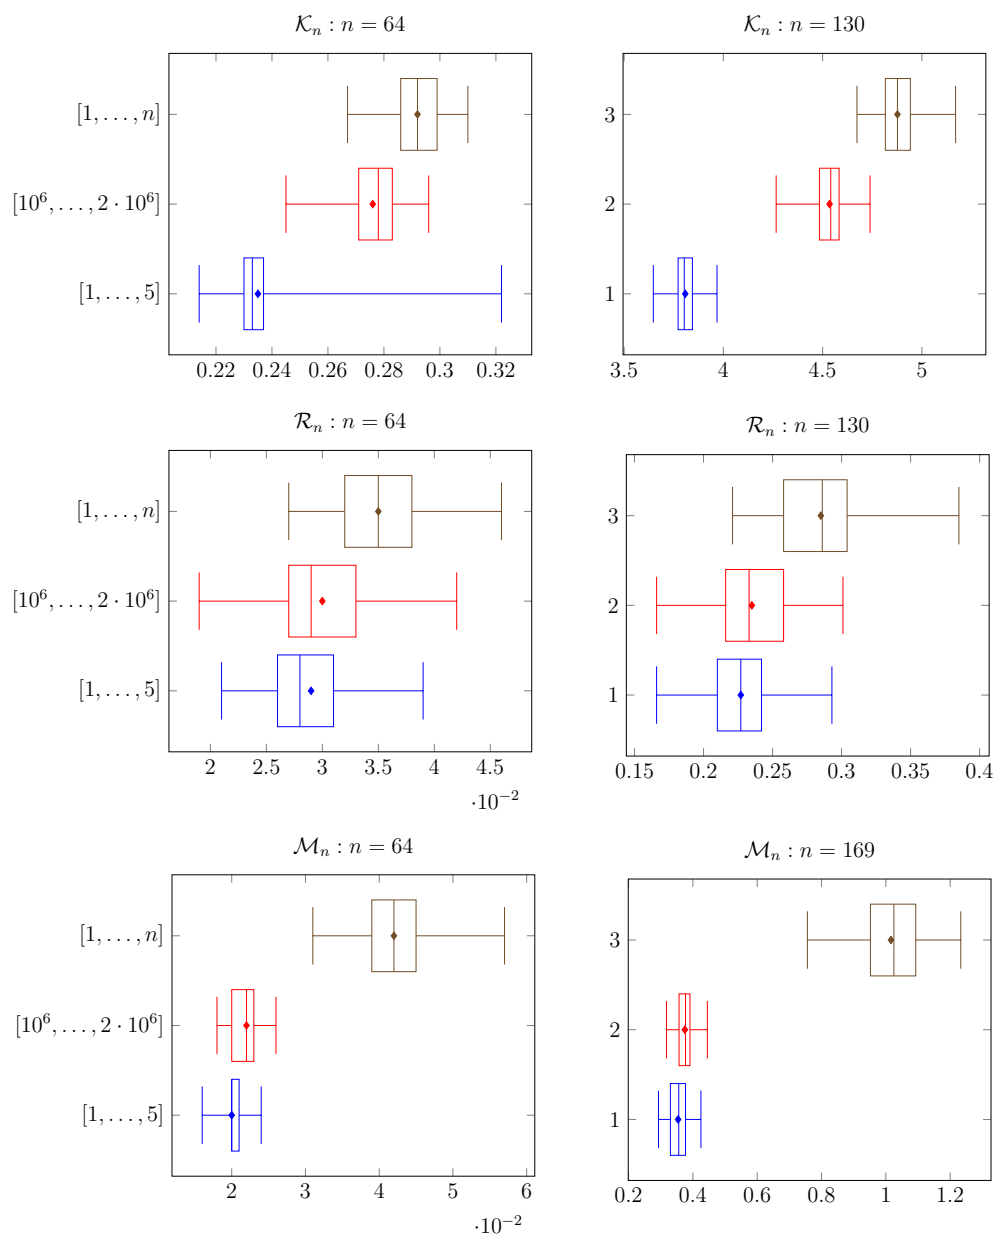 𝒦ₙ : n = 64
[1, . . . , n]
[10⁶, . . . , 2 · 10⁶]
[1, . . . , 5]
0.22 0.24 0.26 0.28 0.3 0.32
𝒦ₙ : n = 130
3
2
1
3.5 4 4.5 5
ℛₙ : n = 64
[1, . . . , n]
[10⁶, . . . , 2 · 10⁶]
[1, . . . , 5]
2 2.5 3 3.5 4 4.5
·10⁻²
ℛₙ : n = 130
3
2
1
0.15 0.2 0.25 0.3 0.35 0.4
ℳₙ : n = 64
[1, . . . , n]
[10⁶, . . . , 2 · 10⁶]
[1, . . . , 5]
2 3 4 5 6
·10⁻²
ℳₙ : n = 169
3
2
1
0.2 0.4 0.6 0.8 1 1.2